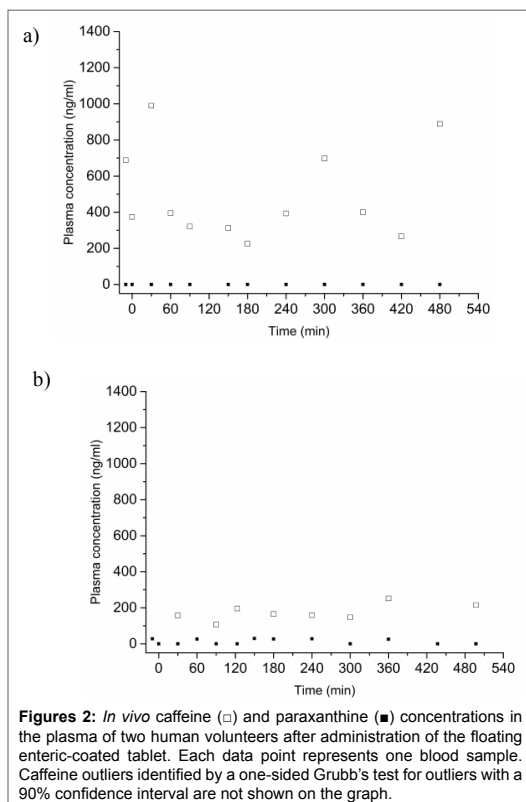 a)
1400
1200
1000
800
600
400
200
0
Plasma concentration (ng/ml)
0 60 120 180 240 300 360 420 480 540
Time (min)
b)
1400
1200
1000
800
600
400
200
0
Plasma concentration (ng/ml)
0 60 120 180 240 300 360 420 480 540
Time (min)
Figures 2: In vivo caffeine (□) and paraxanthine (■) concentrations in
the plasma of two human volunteers after administration of the floating
enteric-coated tablet. Each data point represents one blood sample.
Caffeine outliers identified by a one-sided Grubb's test for outliers with a
90% confidence interval are not shown on the graph.